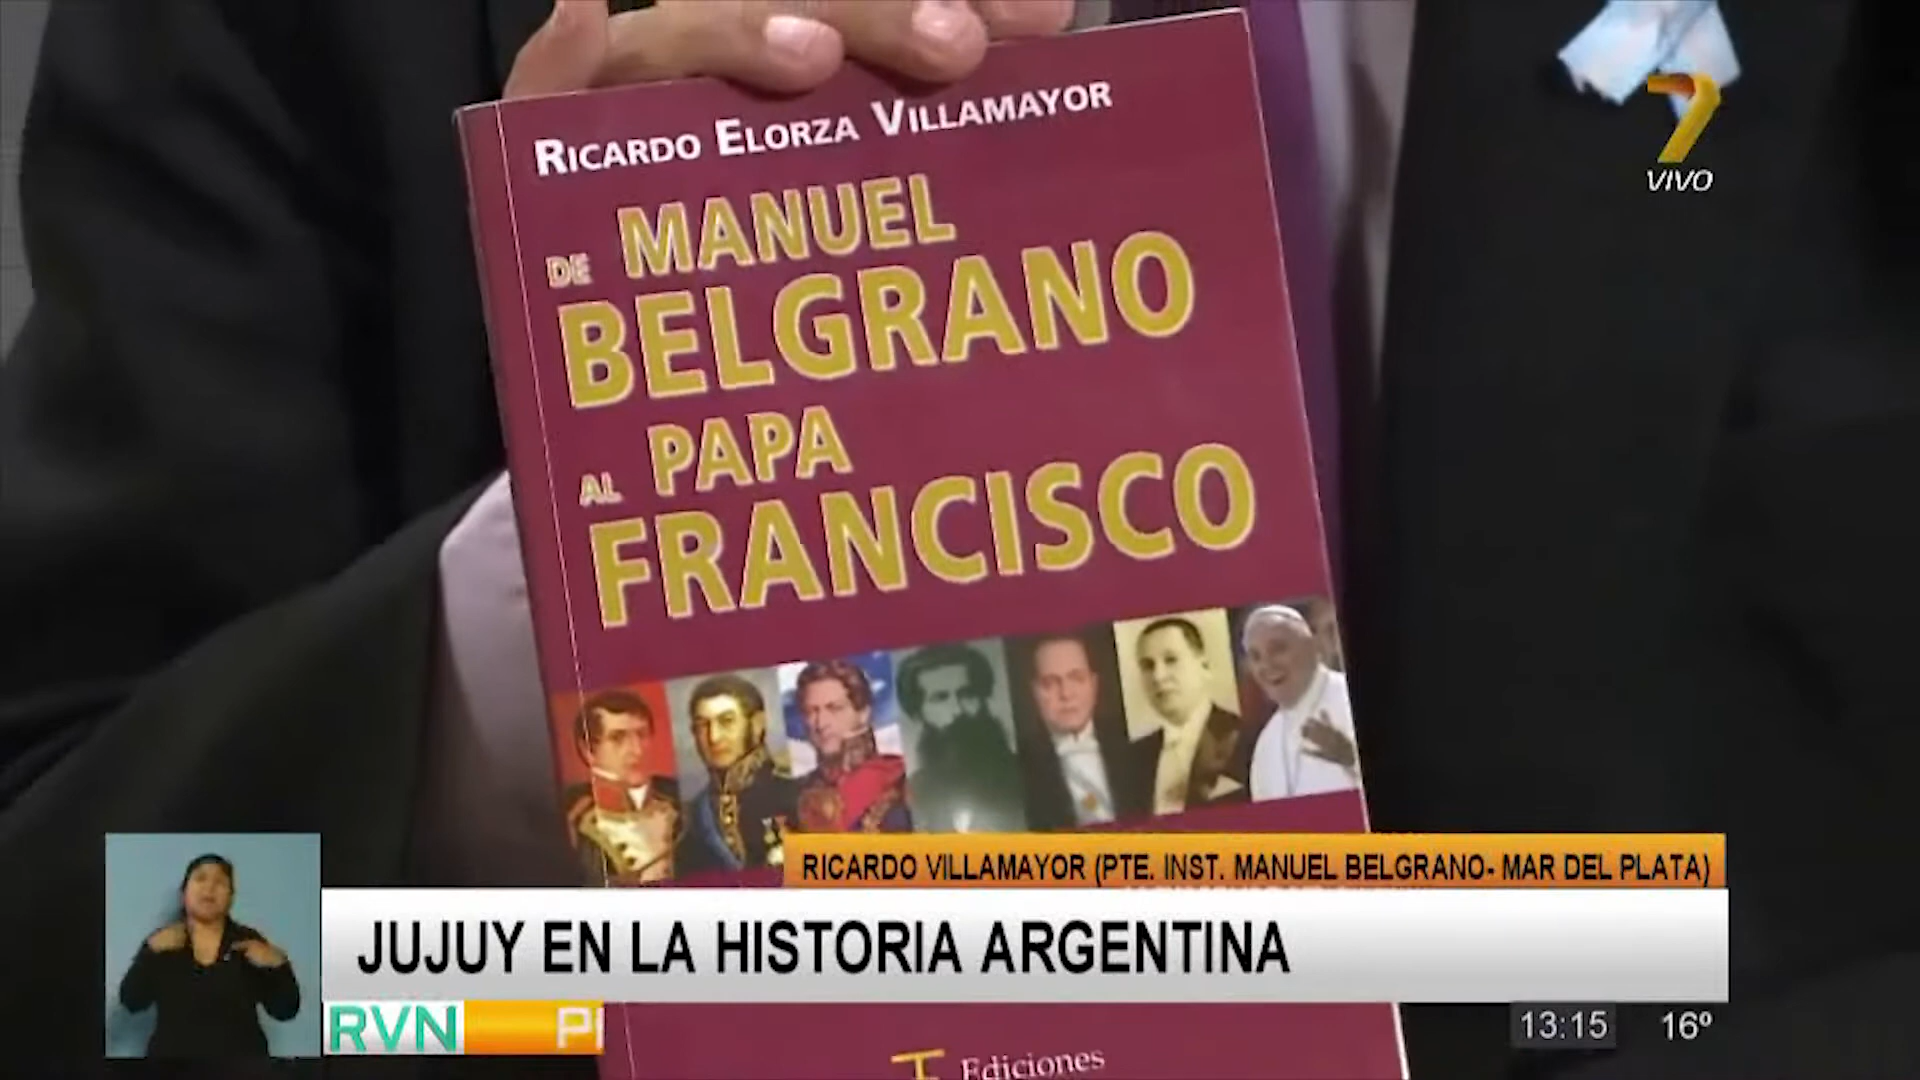 RICARDO ELORZA VILLAMAYOR
DE MANUEL
BELGRANO
AL PAPA
FRANCISCO
7
VIVO
RICARDO VILLAMAYOR (PTE. INST. MANUEL BELGRANO- MAR DEL PLATA)
JUJUY EN LA HISTORIA ARGENTINA
RVN
13:15 16º
Ediciones